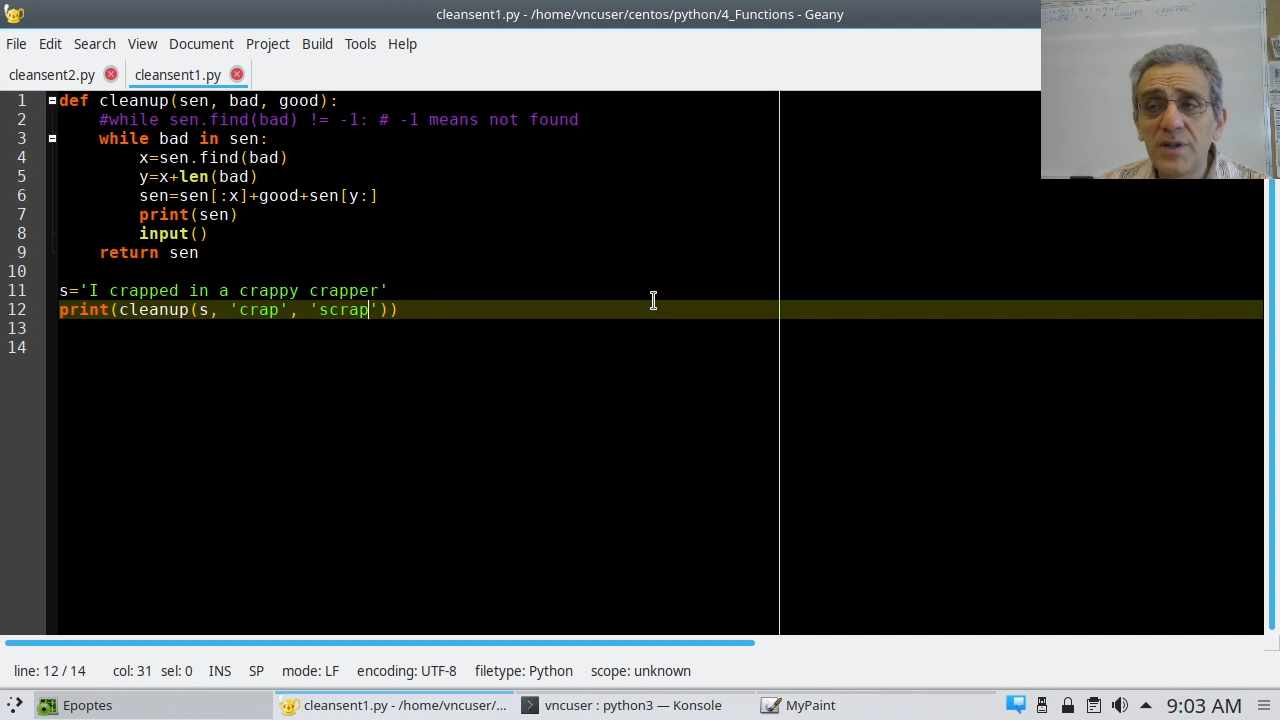 cleansent1.py - /home/vncuser/centos/python/4_Functions - Geany
File Edit Search View Document Project Build Tools Help
cleansent2.py cleansent1.py
1 def cleanup(sen, bad, good):
2 #while sen.find(bad) != -1: # -1 means not found
3 while bad in sen:
4 x=sen.find(bad)
5 y=x+len(bad)
6 sen=sen[:x]+good+sen[y:]
7 print(sen)
8 input()
9 return sen
10
11 s='I crapped in a crappy crapper'
12 print(cleanup(s, 'crap', 'scrap'))
13
14
line: 12 / 14 col: 31 sel: 0 INS SP mode: LF encoding: UTF-8 filetype: Python scope: unknown
Epoptes cleansent1.py - /home/vncuser/... vncuser : python3 — Konsole MyPaint 9:03 AM